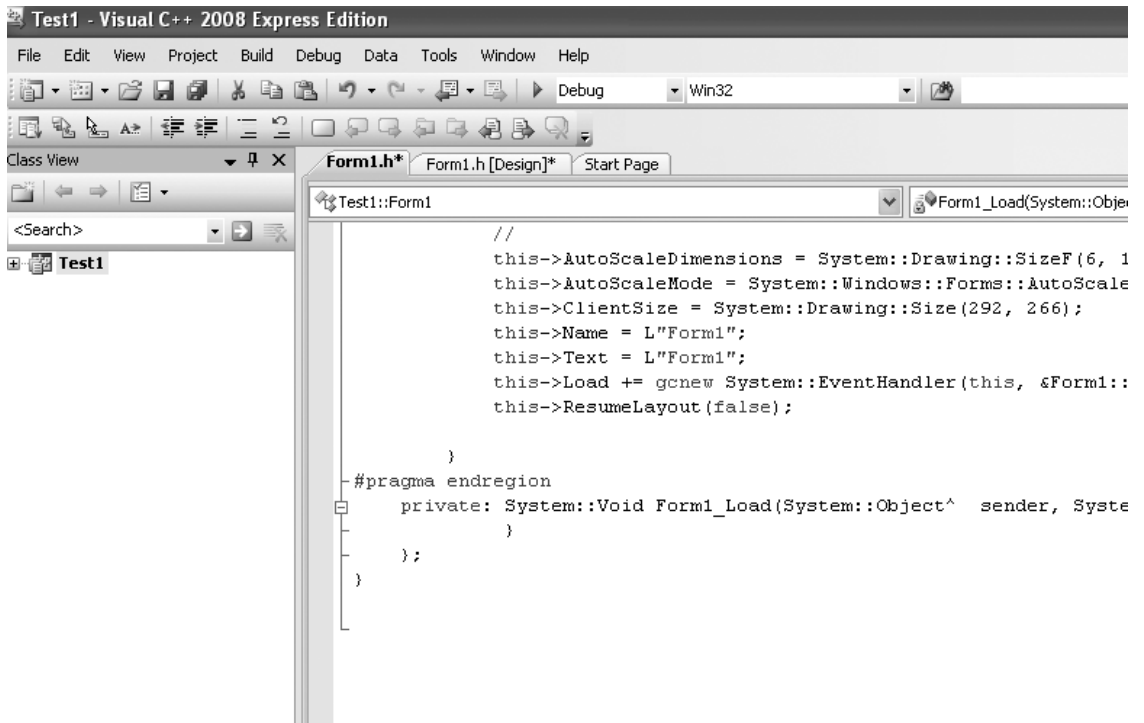 Test1 - Visual C++ 2008 Express Edition
File Edit View Project Build Debug Data Tools Window Help
Debug Win32
Class View
Form1.h* Form1.h [Design]* Start Page
Test1::Form1 Form1_Load(System::Objec
<Search>
Test1
//
this->AutoScaleDimensions = System::Drawing::SizeF(6, 1
this->AutoScaleMode = System::Windows::Forms::AutoScale
this->ClientSize = System::Drawing::Size(292, 266);
this->Name = L"Form1";
this->Text = L"Form1";
this->Load += gcnew System::EventHandler(this, &Form1::
this->ResumeLayout(false);
}
#pragma endregion
private: System::Void Form1_Load(System::Object^ sender, Syste
}
};
}